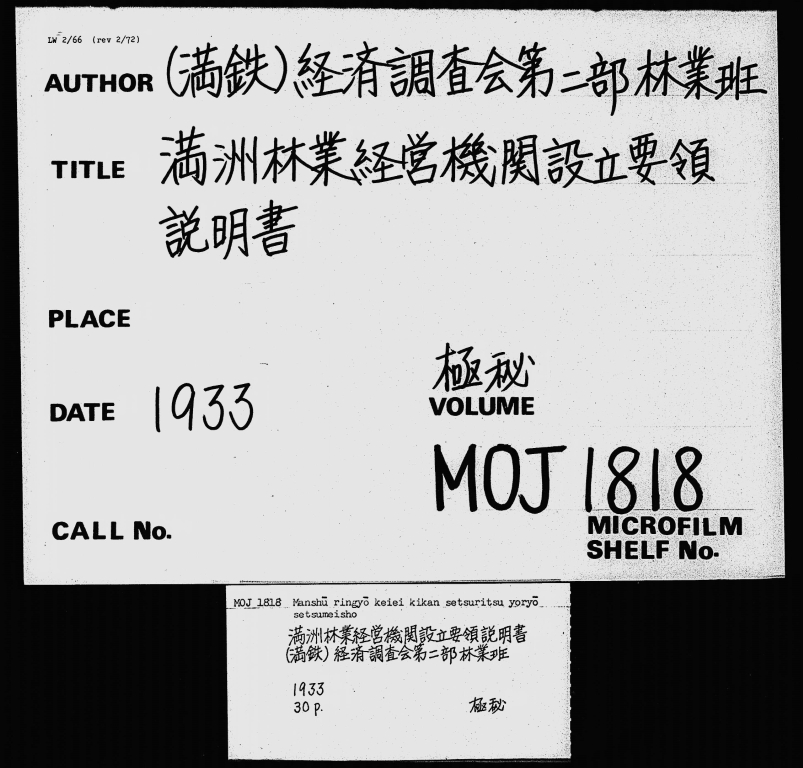 LW 2/66 (rev 2/72)
AUTHOR (満鉄)経済調査会第二部林業班
TITLE 満洲林業経営機関設立要領
説明書
PLACE
極秘
DATE 1933 VOLUME
MOJ 1818
CALL No. MICROFILM
SHELF No.
MOJ 1818 Manshū ringyō keiei kikan setsuritsu yoryō
setsumeisho
満洲林業経営機関設立要領説明書
(満鉄) 経済調査会第二部林業班
1933
30 p. 極秘